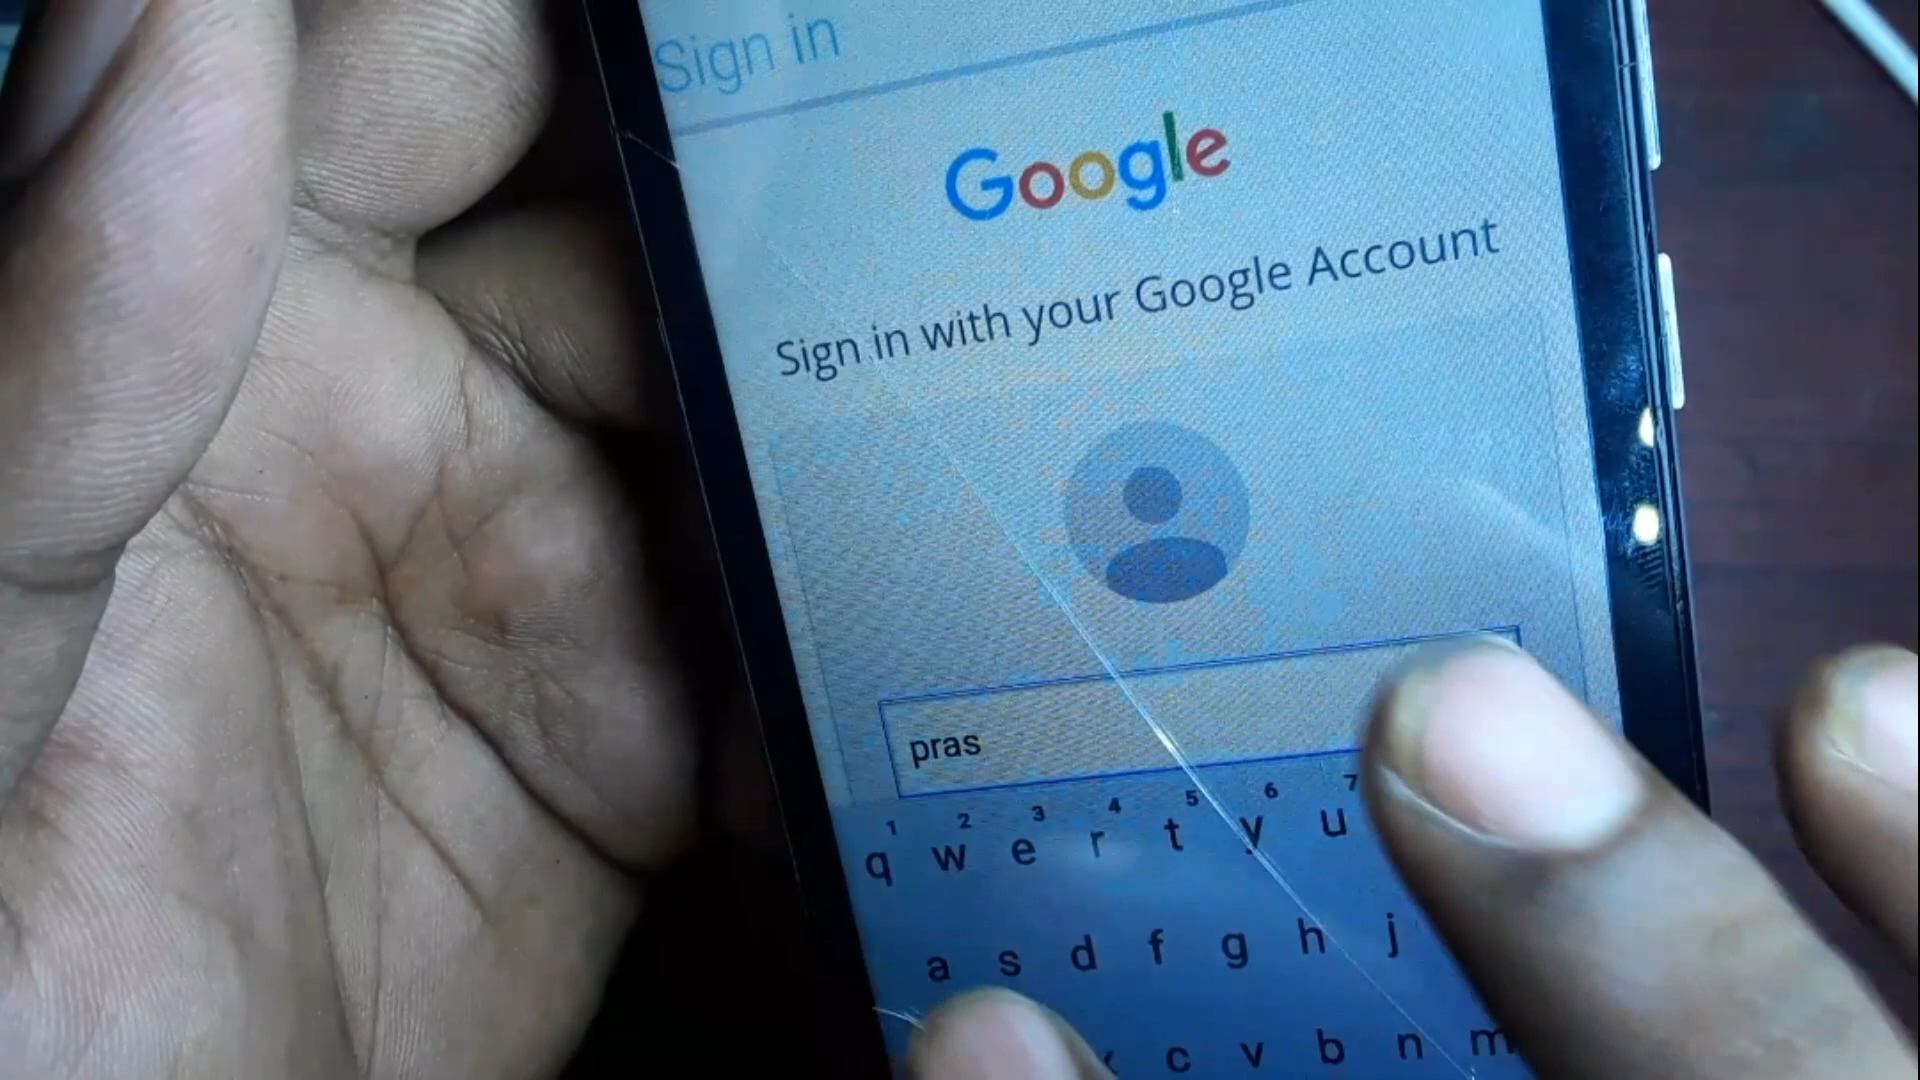 Sign in
Google
Sign in with your Google Account
pras
1 2 3 4 5 6 7
q w e r t y u
a s d f g h j
c v b n m